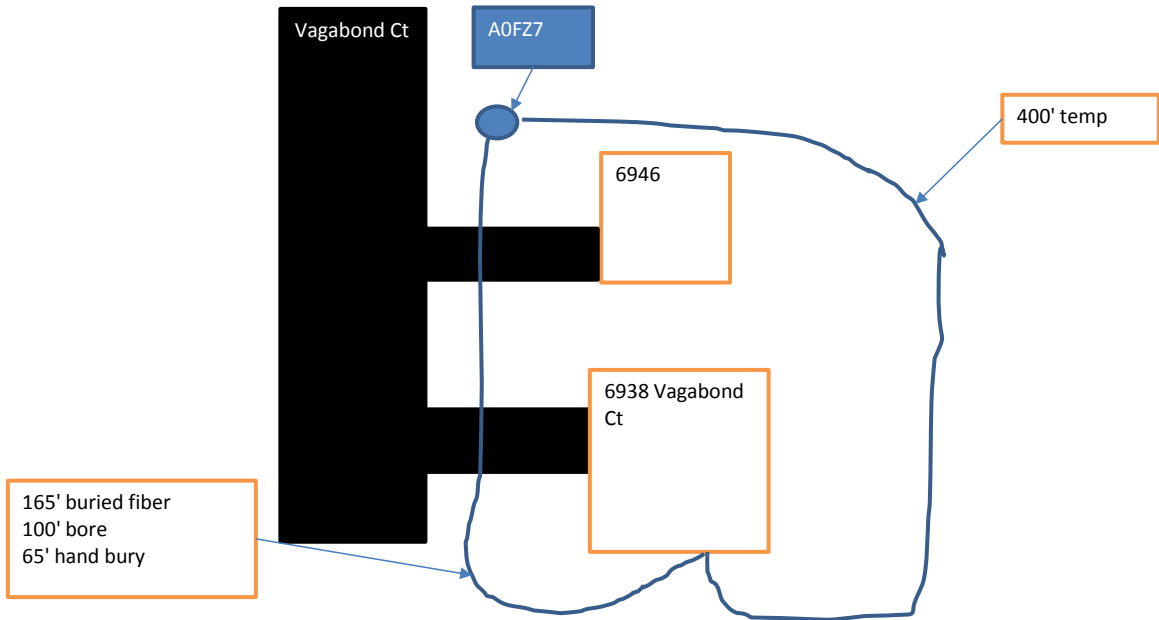 Vagabond Ct
A0FZ7
400' temp
6946
6938 Vagabond
Ct
165' buried fiber
100' bore
65' hand bury